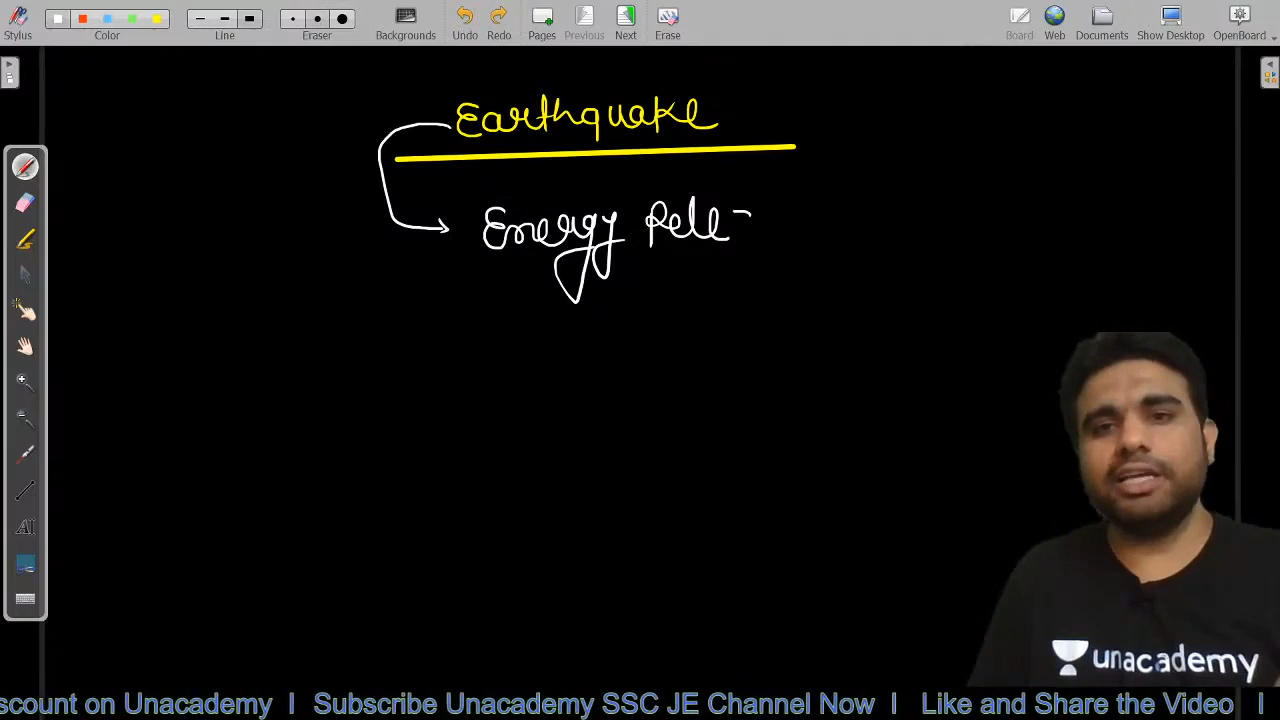 Stylus
Color
Line
Eraser
Backgrounds
Undo
Redo
Pages
Previous
Next
Erase
Board
Web
Documents
Show Desktop
OpenBoard
Earthquake
Energy Rele
AI
unacademy
scount on Unacademy I Subscribe Unacademy SSC JE Channel Now I Like and Share the Video I